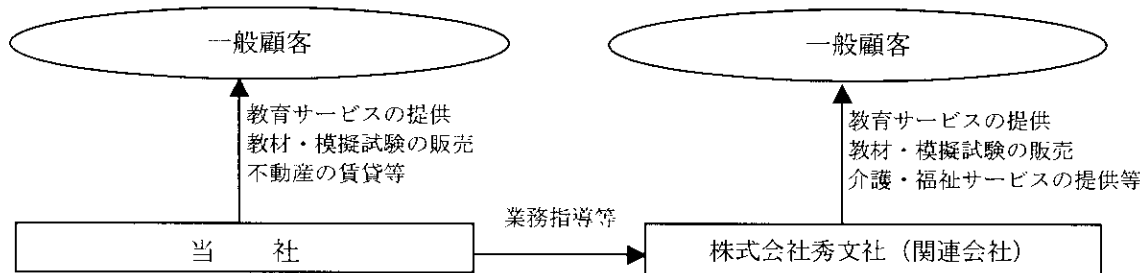 一般顧客
一般顧客
教育サービスの提供
教材・模擬試験の販売
不動産の賃貸等
教育サービスの提供
教材・模擬試験の販売
介護・福祉サービスの提供等
業務指導等
当　　社
株式会社秀文社（関連会社）